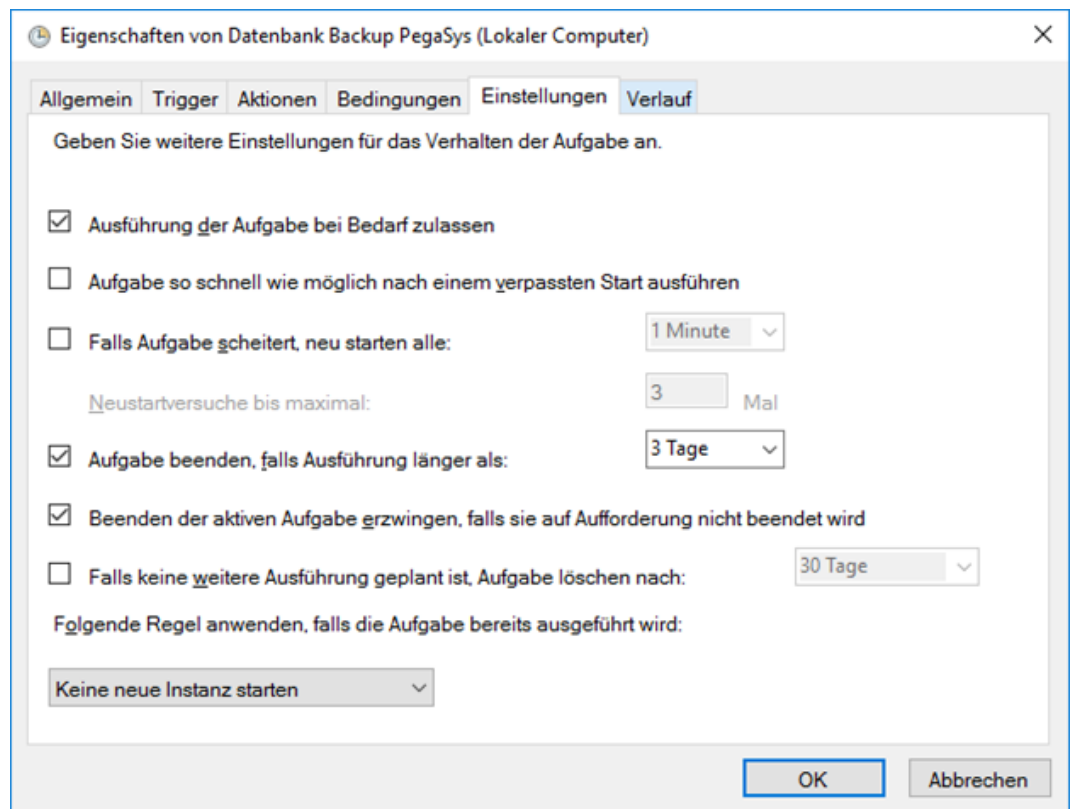 Eigenschaften von Datenbank Backup PegaSys (Lokaler Computer)
Allgemein Trigger Aktionen Bedingungen Einstellungen Verlauf
Geben Sie weitere Einstellungen für das Verhalten der Aufgabe an.
Ausführung der Aufgabe bei Bedarf zulassen
Aufgabe so schnell wie möglich nach einem verpassten Start ausführen
Falls Aufgabe scheitert, neu starten alle: 1 Minute
Neustartversuche bis maximal: 3 Mal
Aufgabe beenden, falls Ausführung länger als: 3 Tage
Beenden der aktiven Aufgabe erzwingen, falls sie auf Aufforderung nicht beendet wird
Falls keine weitere Ausführung geplant ist, Aufgabe löschen nach: 30 Tage
Folgende Regel anwenden, falls die Aufgabe bereits ausgeführt wird:
Keine neue Instanz starten
OK Abbrechen